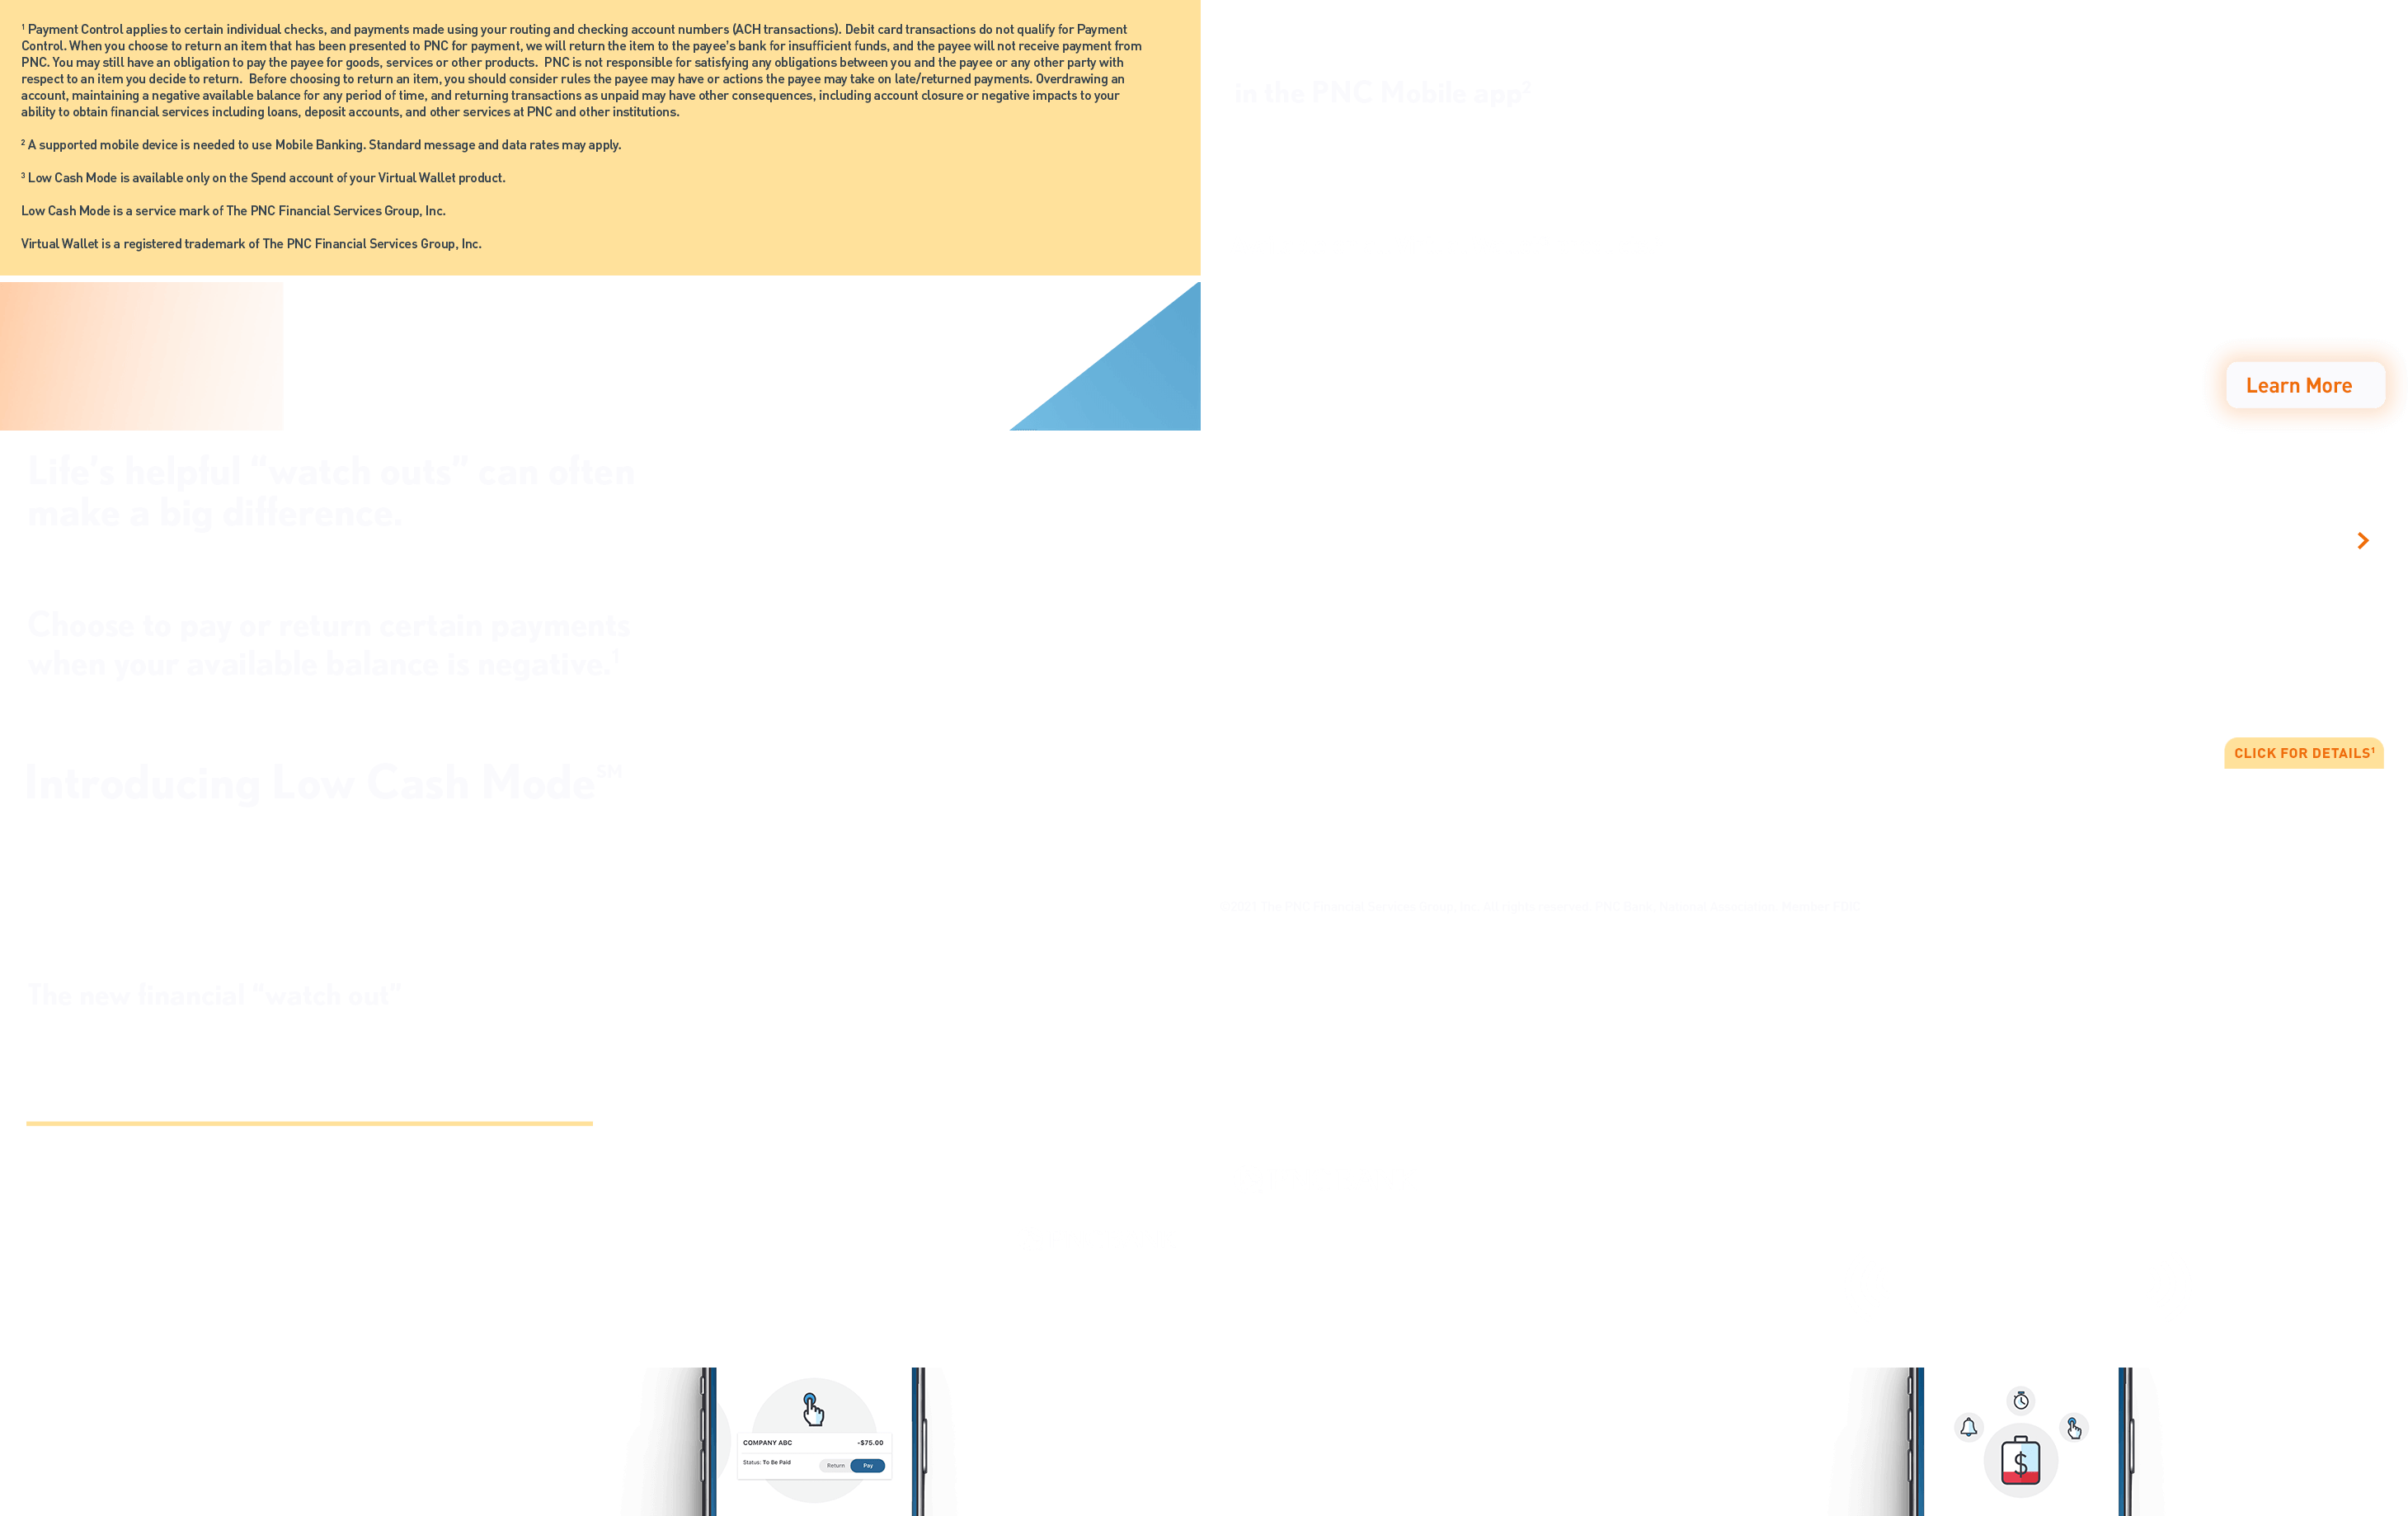 ¹ Payment Control applies to certain individual checks, and payments made using your routing and checking account numbers (ACH transactions). Debit card transactions do not qualify for Payment
Control. When you choose to return an item that has been presented to PNC for payment, we will return the item to the payee's bank for insufficient funds, and the payee will not receive payment from
PNC. You may still have an obligation to pay the payee for goods, services or other products.  PNC is not responsible for satisfying any obligations between you and the payee or any other party with
respect to an item you decide to return.  Before choosing to return an item, you should consider rules the payee may have or actions the payee may take on late/returned payments. Overdrawing an
account, maintaining a negative available balance for any period of time, and returning transactions as unpaid may have other consequences, including account closure or negative impacts to your
ability to obtain financial services including loans, deposit accounts, and other services at PNC and other institutions.
² A supported mobile device is needed to use Mobile Banking. Standard message and data rates may apply.
³ Low Cash Mode is available only on the Spend account of your Virtual Wallet product.
Low Cash Mode is a service mark of The PNC Financial Services Group, Inc.
Virtual Wallet is a registered trademark of The PNC Financial Services Group, Inc.
in the PNC Mobile app²
Learn More
Life's helpful “watch outs” can often
make a big difference.
Choose to pay or return certain payments
when your available balance is negative.¹
CLICK FOR DETAILS¹
Introducing Low Cash Mode℠
©2021 The PNC Financial Services Group, Inc. All rights reserved. PNC Bank, National Association. Member FDIC
The new financial "watch out"
COMPANY ABC -$75.00
Status: To Be Paid Return Pay
$